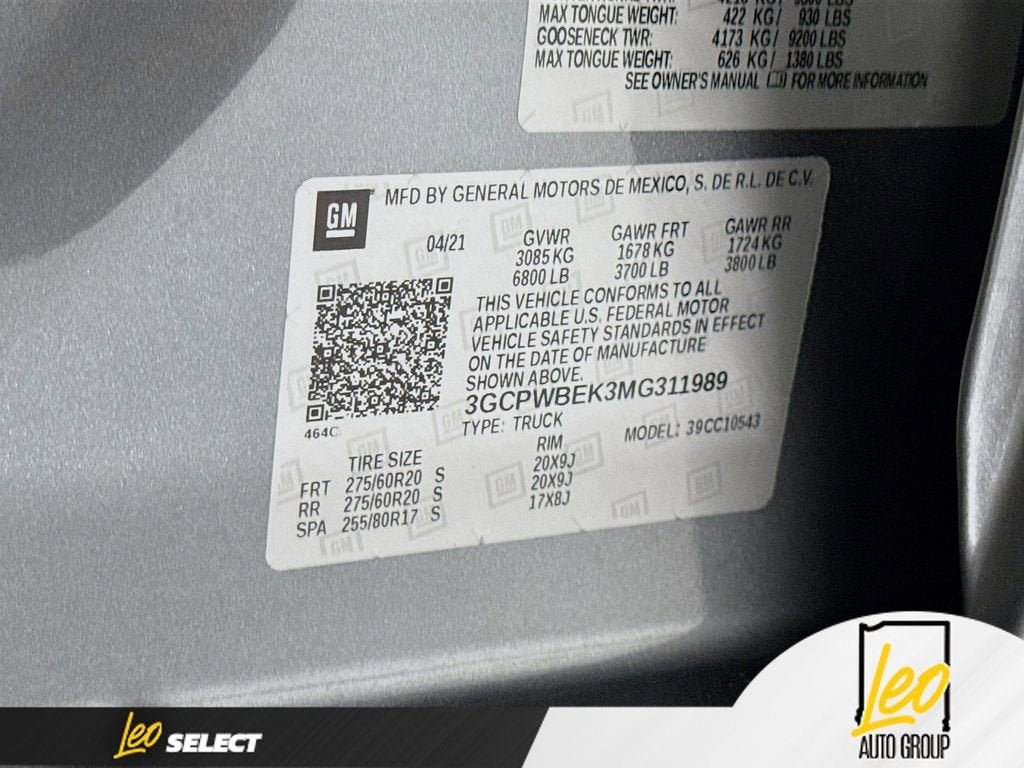 MAX TONGUE WEIGHT: 422 KG/ 930 LBS
GOOSENECK TWR: 4173 KG/ 9200 LBS
MAX TONGUE WEIGHT: 626 KG/ 1380 LBS
SEE OWNER'S MANUAL FOR MORE INFORMATION
GM
MFD BY GENERAL MOTORS DE MEXICO, S. DE R.L. DE C.V.
04/21 GVWR GAWR FRT GAWR RR
3085 KG 1678 KG 1724 KG
6800 LB 3700 LB 3800 LB
THIS VEHICLE CONFORMS TO ALL
APPLICABLE U.S. FEDERAL MOTOR
VEHICLE SAFETY STANDARDS IN EFFECT
ON THE DATE OF MANUFACTURE
SHOWN ABOVE.
3GCPWBEK3MG311989
464C
TYPE: TRUCK MODEL: 39CC10543
TIRE SIZE RIM
FRT 275/60R20 S 20X9J
RR 275/60R20 S 20X9J
SPA 255/80R17 S 17X8J
Leo SELECT
Leo
AUTO GROUP